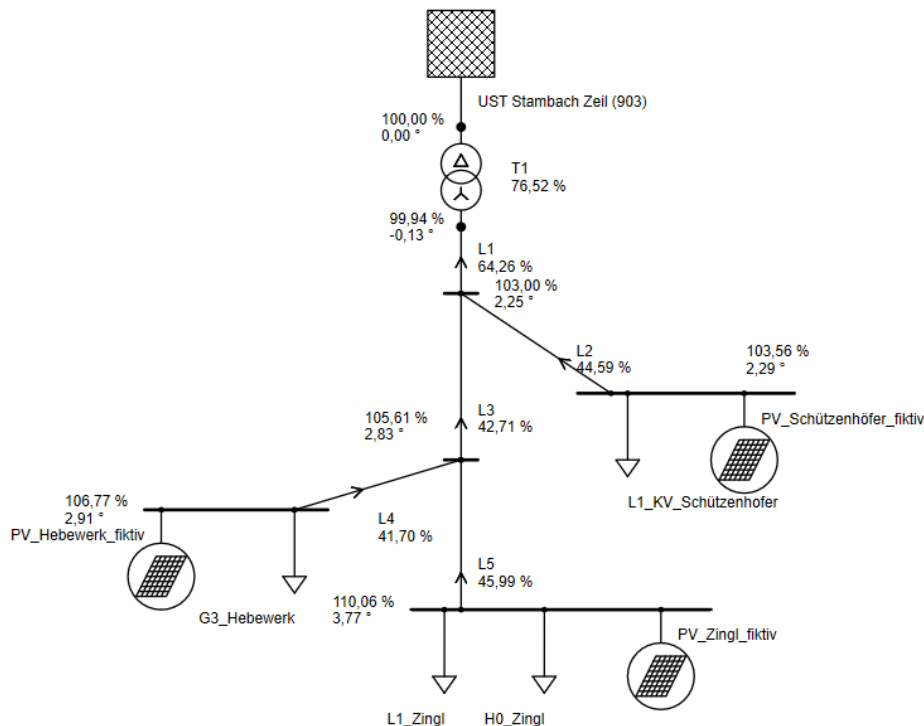 UST Stambach Zeil (903)
100,00 %
0,00 °
T1
76,52 %
99,94 %
-0,13 °
L1
64,26 %
103,00 %
2,25 °
L2
44,59 %
103,56 %
2,29 °
PV_Schützenhöfer_fiktiv
L1_KV_Schützenhofer
105,61 %
2,83 °
L3
42,71 %
106,77 %
2,91 °
PV_Hebewerk_fiktiv
G3_Hebewerk
L4
41,70 %
L5
45,99 %
110,06 %
3,77 °
PV_Zingl_fiktiv
L1_Zingl
H0_Zingl